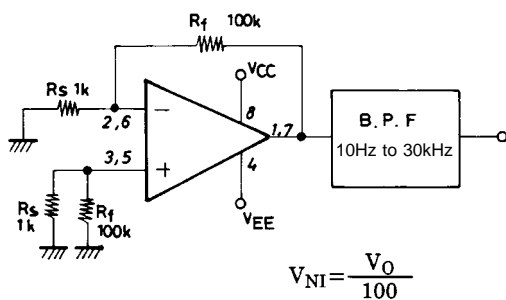 Rf 100k
VCC
Rs 1k
2,6
−
8
1,7
B. P. F
10Hz to 30kHz
3,5
+
4
Rs
1k
Rf
100k
VEE
VNI = VO
100